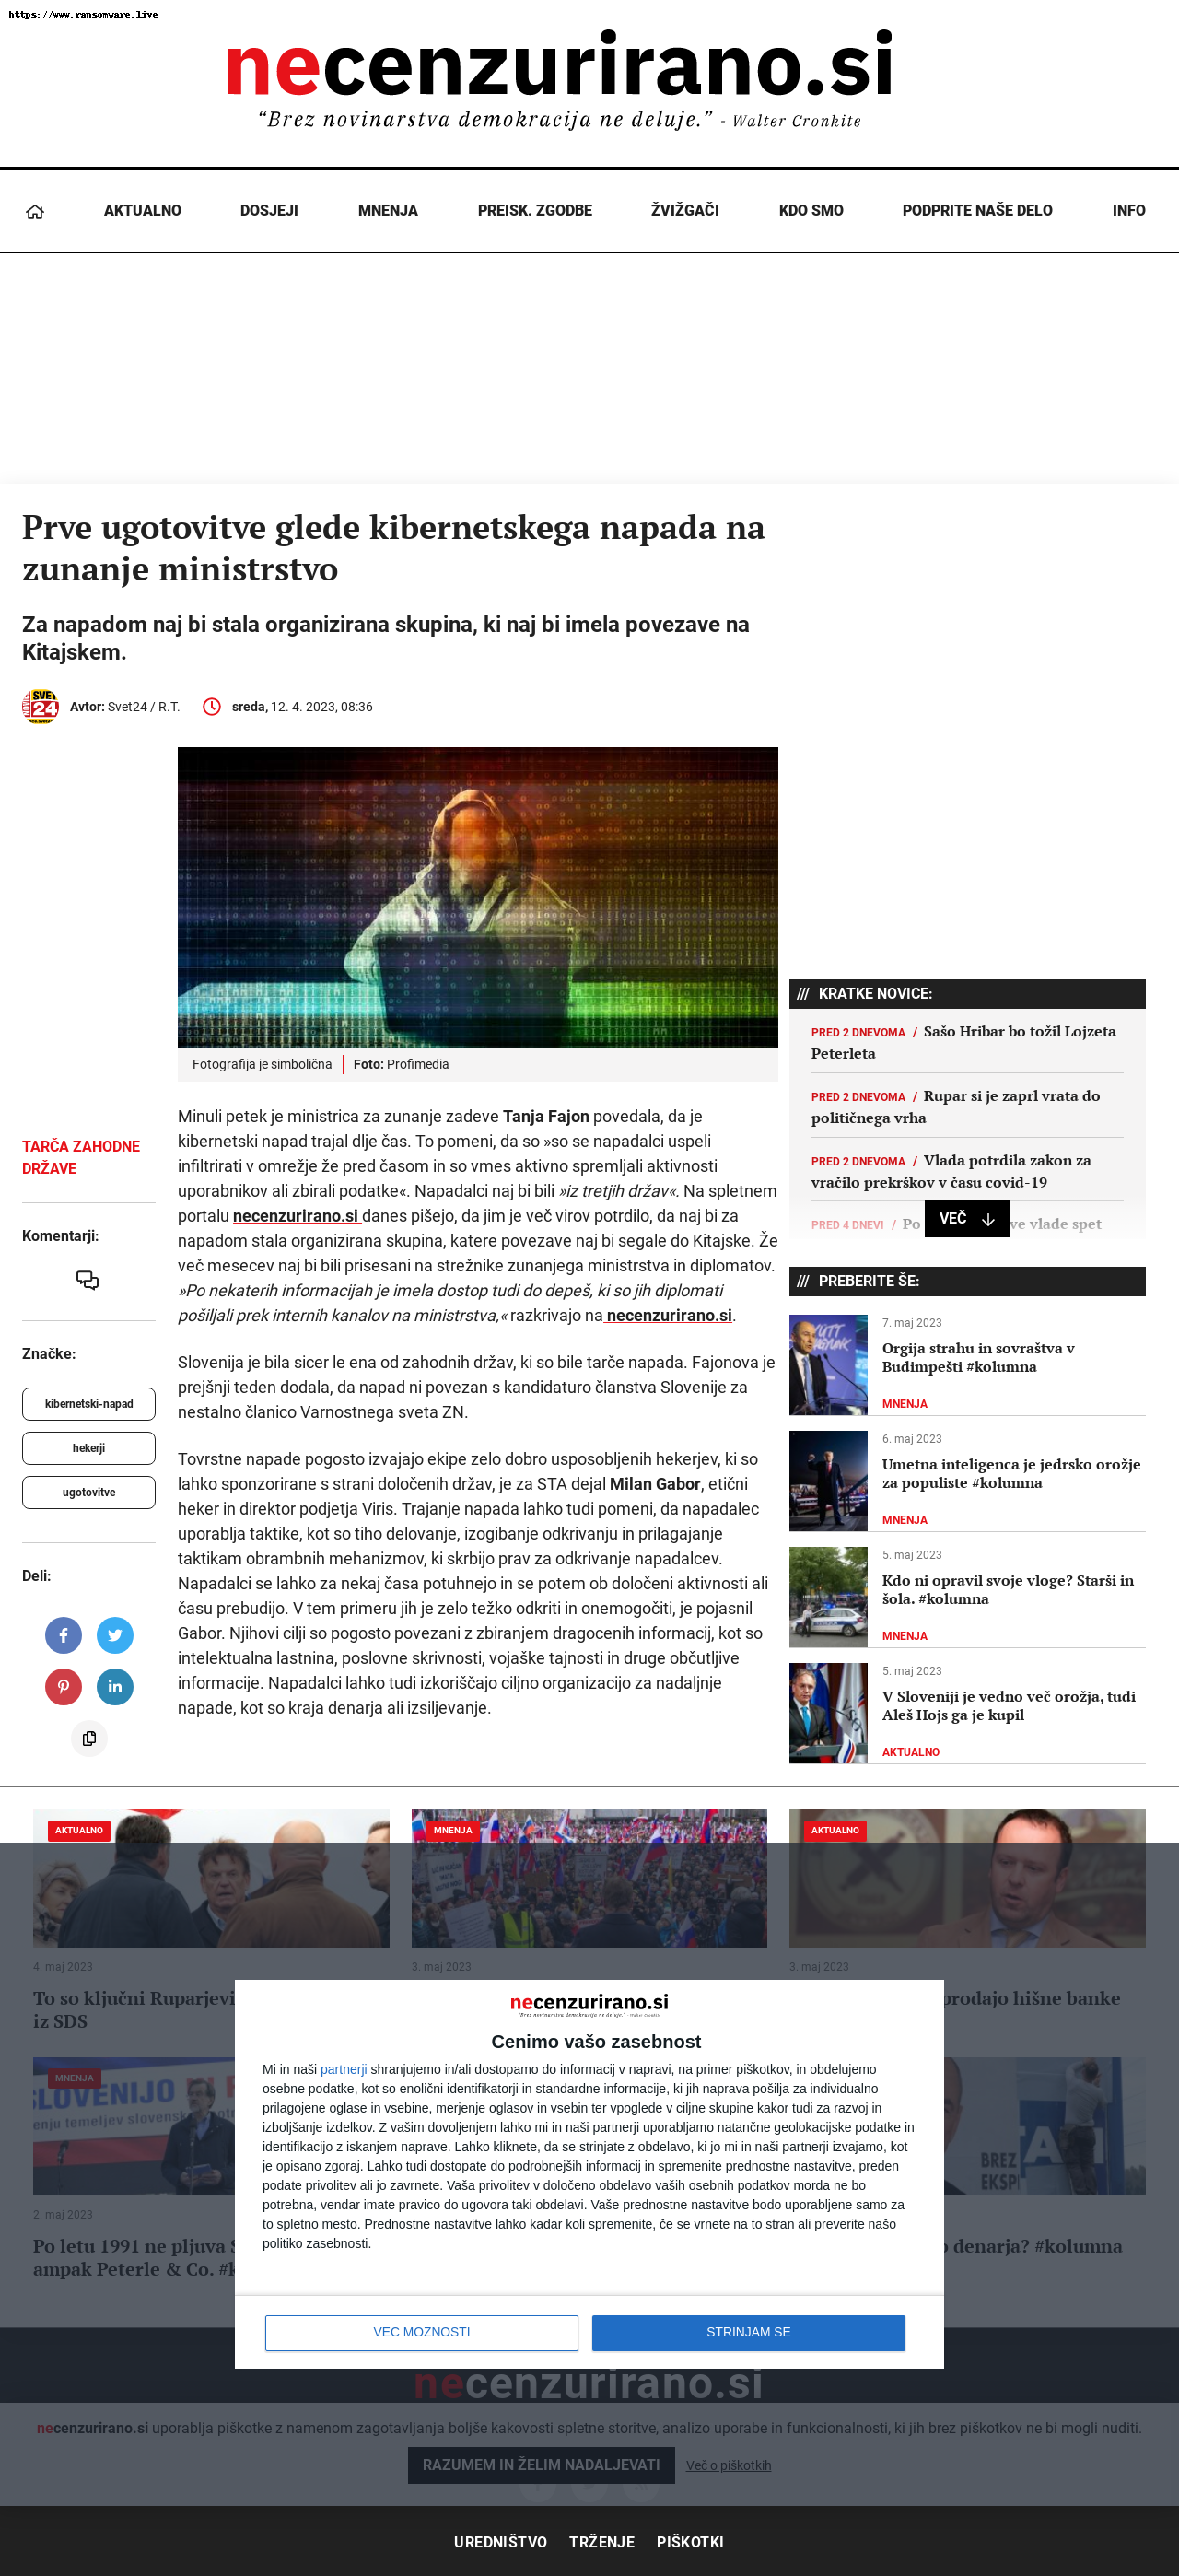 https://www.ransomware.live
necenzurirano.si
“Brez novinarstva demokracija ne deluje.” - Walter Cronkite
AKTUALNO DOSJEJI MNENJA PREISK. ZGODBE ŽVIŽGAČI KDO SMO PODPRITE NAŠE DELO INFO
Prve ugotovitve glede kibernetskega napada na
zunanje ministrstvo
Za napadom naj bi stala organizirana skupina, ki naj bi imela povezave na
Kitajskem.
SVET
24
Avtor: Svet24 / R.T. sreda, 12. 4. 2023, 08:36
Fotografija je simbolična Foto: Profimedia
TARČA ZAHODNE
DRŽAVE
Komentarji:
Značke:
kibernetski-napad
hekerji
ugotovitve
Deli:
Minuli petek je ministrica za zunanje zadeve Tanja Fajon povedala, da je
kibernetski napad trajal dlje čas. To pomeni, da so »so se napadalci uspeli
infiltrirati v omrežje že pred časom in so vmes aktivno spremljali aktivnosti
uporabnikov ali zbirali podatke«. Napadalci naj bi bili »iz tretjih držav«. Na spletnem
portalu necenzurirano.si danes pišejo, da jim je več virov potrdilo, da naj bi za
napadom stala organizirana skupina, katere povezave naj bi segale do Kitajske. Že
več mesecev naj bi bili prisesani na strežnike zunanjega ministrstva in diplomatov.
»Po nekaterih informacijah je imela dostop tudi do depeš, ki so jih diplomati
pošiljali prek internih kanalov na ministrstva,« razkrivajo na necenzurirano.si.
Slovenija je bila sicer le ena od zahodnih držav, ki so bile tarče napada. Fajonova je
prejšnji teden dodala, da napad ni povezan s kandidaturo članstva Slovenije za
nestalno članico Varnostnega sveta ZN.
Tovrstne napade pogosto izvajajo ekipe zelo dobro usposobljenih hekerjev, ki so
lahko sponzorirane s strani določenih držav, je za STA dejal Milan Gabor, etični
heker in direktor podjetja Viris. Trajanje napada lahko tudi pomeni, da napadalec
uporablja taktike, kot so tiho delovanje, izogibanje odkrivanju in prilagajanje
taktikam obrambnih mehanizmov, ki skrbijo prav za odkrivanje napadalcev.
Napadalci se lahko za nekaj časa potuhnejo in se potem ob določeni aktivnosti ali
času prebudijo. V tem primeru jih je zelo težko odkriti in onemogočiti, je pojasnil
Gabor. Njihovi cilji so pogosto povezani z zbiranjem dragocenih informacij, kot so
intelektualna lastnina, poslovne skrivnosti, vojaške tajnosti in druge občutljive
informacije. Napadalci lahko tudi izkoriščajo ciljno organizacijo za nadaljnje
napade, kot so kraja denarja ali izsiljevanje.
/// KRATKE NOVICE:
PRED 2 DNEVOMA / Sašo Hribar bo tožil Lojzeta
Peterleta
PRED 2 DNEVOMA / Rupar si je zaprl vrata do
političnega vrha
PRED 2 DNEVOMA / Vlada potrdila zakon za
vračilo prekrškov v času covid-19
PRED 4 DNEVI / Po ve vlade spet
VEČ
/// PREBERITE ŠE:
7. maj 2023
Orgija strahu in sovraštva v
Budimpešti #kolumna
MNENJA
6. maj 2023
Umetna inteligenca je jedrsko orožje
za populiste #kolumna
MNENJA
5. maj 2023
Kdo ni opravil svoje vloge? Starši in
šola. #kolumna
MNENJA
5. maj 2023
V Sloveniji je vedno več orožja, tudi
Aleš Hojs ga je kupil
AKTUALNO
AKTUALNO MNENJA AKTUALNO
4. maj 2023 3. maj 2023 3. maj 2023
To so ključni Ruparjevi prodajo hišne banke
iz SDS
MNENJA
SLOVENIJO
BREZ
EKSP
2. maj 2023
Po letu 1991 ne pljuva denarja? #kolumna
ampak Peterle & Co.
necenzurirano.si
“Brez novinarstva demokracija ne deluje.” - Walter Cronkite
Cenimo vašo zasebnost
Mi in naši partnerji shranjujemo in/ali dostopamo do informacij v napravi, na primer piškotkov, in obdelujemo
osebne podatke, kot so enolični identifikatorji in standardne informacije, ki jih naprava pošilja za individualno
prilagojene oglase in vsebine, merjenje oglasov in vsebin ter vpoglede v ciljne skupine kakor tudi za razvoj in
izboljšanje izdelkov. Z vašim dovoljenjem lahko mi in naši partnerji uporabljamo natančne geolokacijske podatke in
identifikacijo z iskanjem naprave. Lahko kliknete, da se strinjate z obdelavo, ki jo mi in naši partnerji izvajamo, kot
je opisano zgoraj. Lahko tudi dostopate do podrobnejših informacij in spremenite prednostne nastavitve, preden
podate privolitev ali jo zavrnete. Vaša privolitev v določeno obdelavo vaših osebnih podatkov morda ne bo
potrebna, vendar imate pravico do ugovora taki obdelavi. Vaše prednostne nastavitve bodo uporabljene samo za
to spletno mesto. Prednostne nastavitve lahko kadar koli spremenite, če se vrnete na to stran ali preverite našo
politiko zasebnosti.
VEC MOZNOSTI STRINJAM SE
necenzurirano.si
necenzurirano.si uporablja piškotke z namenom zagotavljanja boljše kakovosti spletne storitve, analizo uporabe in funkcionalnosti, ki jih brez piškotkov ne bi mogli nuditi.
RAZUMEM IN ŽELIM NADALJEVATI Več o piškotkih
UREDNIŠTVO TRŽENJE PIŠKOTKI